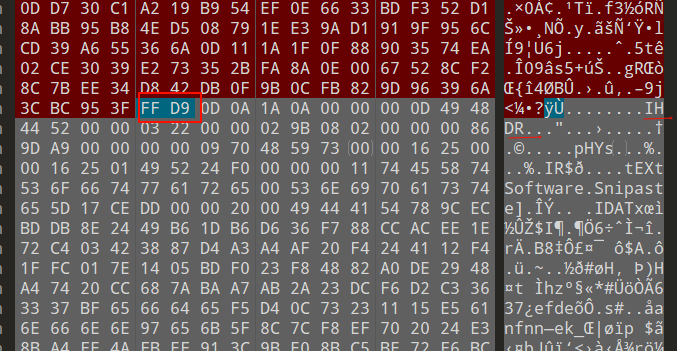 0D D7 30 C1 A2 19 B9 54 EF 0E 66 33 BD F3 52 D1 .×0Á¢.¹Tï.f3½óRÑ
8A BB 95 B8 4E D5 08 79 1E E3 9A D1 91 9F 95 6C Š»•¸NÕ.y.ãšÑ‘Ÿ•l
CD 39 A6 55 36 6A 0D 11 1A 1F 0F 88 90 35 74 EA Í9¦U6j.....ˆ.5tê
02 CE 30 39 E2 73 35 2B FA 8A 0E 00 67 52 8C F2 .Î09âs5+úŠ..gRŒò
8C 7B EE 34 D8 42 DB 0F 9B 0C FB 82 9D 96 39 6A Œ{î4ØBÛ.›.û‚.–9j
3C BC 95 3F FF D9 0D 0A 1A 0A 00 00 00 0D 49 48 <¼•?ÿÙ........IH
44 52 00 00 03 22 00 00 02 9B 08 02 00 00 00 86 DR..."...›.....†
9D A9 00 00 00 09 70 48 59 73 00 00 16 25 00 .©....pHYs...%.
00 16 25 01 49 52 24 F0 00 00 00 11 74 45 58 74 ..%.IR$ð....tEXt
53 6F 66 74 77 61 72 65 00 53 6E 69 70 61 73 74 Software.Snipast
65 5D 17 CE DD 00 00 20 00 49 44 41 54 78 9C EC e].ÎÝ.. .IDATxœì
BD DB 8E 24 49 B6 1D B6 D6 36 F7 88 CC AC EE 1E ½ÛŽ$I¶.¶Ö6÷ˆÌ¬î.
72 C4 03 42 38 87 D4 A3 A4 AF 20 F4 24 41 12 F4
1F FC 01 7E 14 05 BD F0 23 F8 48 82 A0 DE 29 48
A4 74 20 CC 68 7A BA A7 AB 2A 23 DC F6 D2 C3 36
33 37 BF 65 66 64 65 F5 D4 0C 73 23 11 15 E5 61
6E 66 6E 6E 97 65 6B 5F 8C 7C F8 EF 70 20 24 E3